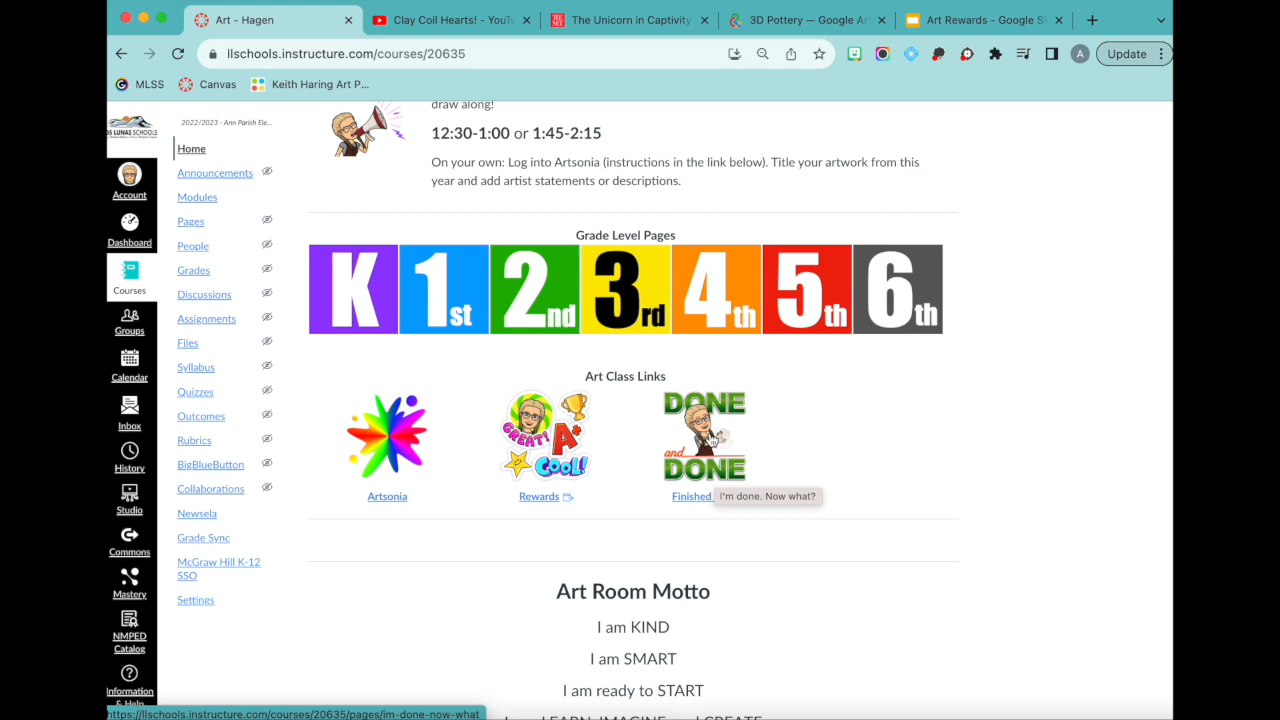 Art - Hagen
Clay Coil Hearts! - YouTu
The Unicorn in Captivity
3D Pottery — Google Ar
Art Rewards - Google Sl
llschools.instructure.com/courses/20635
A
Update
MLSS
Canvas
Keith Haring Art P...
OS LUNAS SCHOOLS
Account
Dashboard
Courses
Groups
Calendar
Inbox
History
Studio
Commons
Mastery
NMPED
Catalog
Information
& Help
2022/2023 - Ann Parish Ele...
Home
Announcements
Modules
Pages
People
Grades
Discussions
Assignments
Files
Syllabus
Quizzes
Outcomes
Rubrics
BigBlueButton
Collaborations
Newsela
Grade Sync
McGraw Hill K-12
SSO
Settings
draw along!
12:30-1:00 or 1:45-2:15
On your own: Log into Artsonia (instructions in the link below). Title your artwork from this
year and add artist statements or descriptions.
Grade Level Pages
K 1st 2nd 3rd 4th 5th 6th
Art Class Links
GREAT! A+ COOL!
DONE
and
DONE
Artsonia
Rewards
Finished
I'm done. Now what?
Art Room Motto
I am KIND
I am SMART
I am ready to START
https://llschools.instructure.com/courses/20635/pages/im-done-now-what